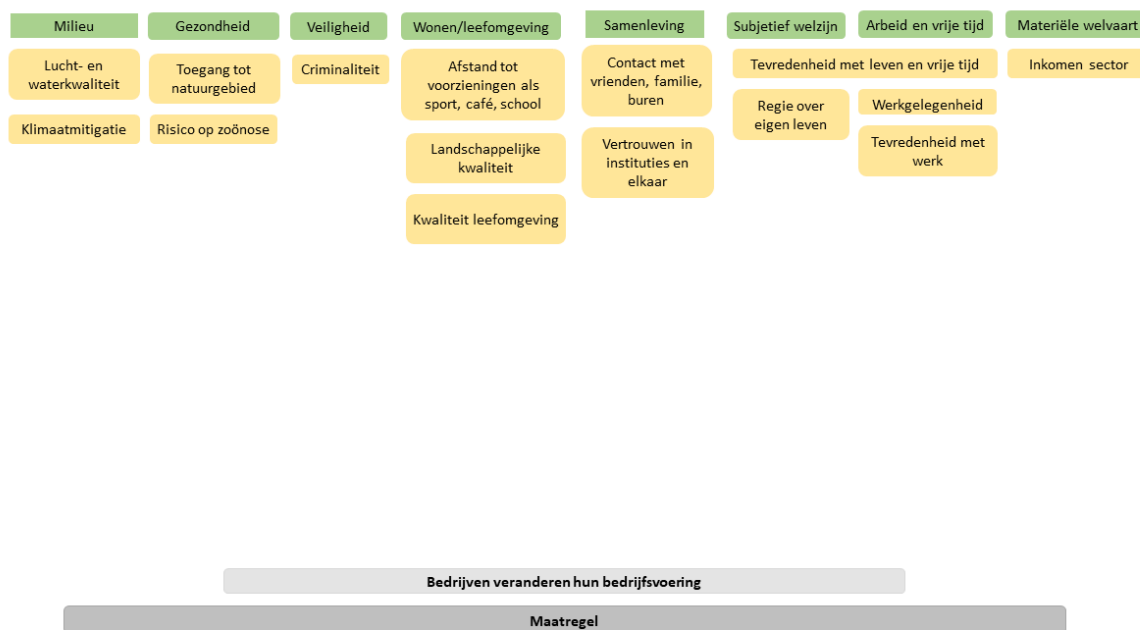 Milieu
Gezondheid
Veiligheid
Wonen/leefomgeving
Samenleving
Subjetief welzijn
Arbeid en vrije tijd
Materiële welvaart
Lucht- en
waterkwaliteit
Klimaatmitigatie
Toegang tot
natuurgebied
Risico op zoönose
Criminaliteit
Afstand tot
voorzieningen als
sport, café, school
Landschappelijke
kwaliteit
Kwaliteit leefomgeving
Contact met
vrienden, familie,
buren
Vertrouwen in
instituties en
elkaar
Tevredenheid met leven en vrije tijd
Regie over
eigen leven
Werkgelegenheid
Tevredenheid met
werk
Inkomen sector
Bedrijven veranderen hun bedrijfsvoering
Maatregel